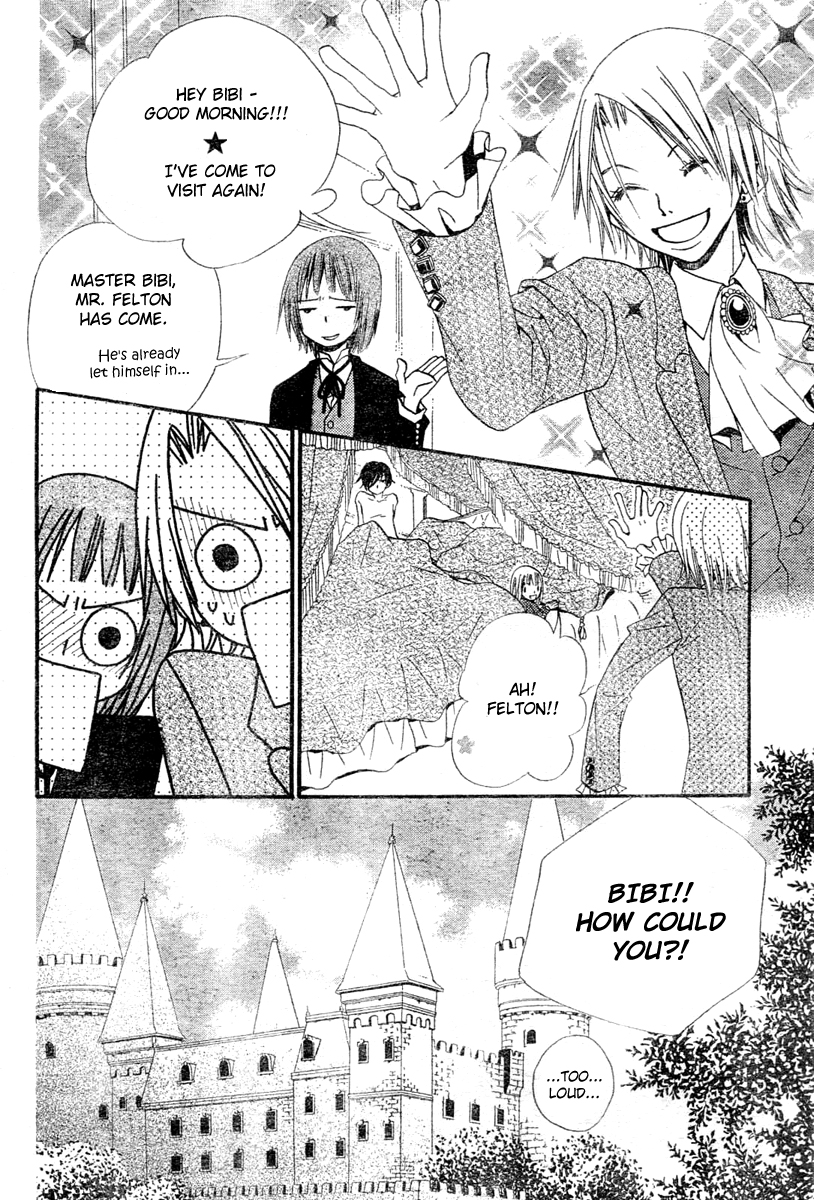 HEY BIBI -
GOOD MORNING!!!
★
I'VE COME TO
VISIT AGAIN!
MASTER BIBI,
MR. FELTON
HAS COME.
He's already
let himself in...
AH!
FELTON!!
BIBI!!
HOW COULD
YOU?!
...TOO...
LOUD...